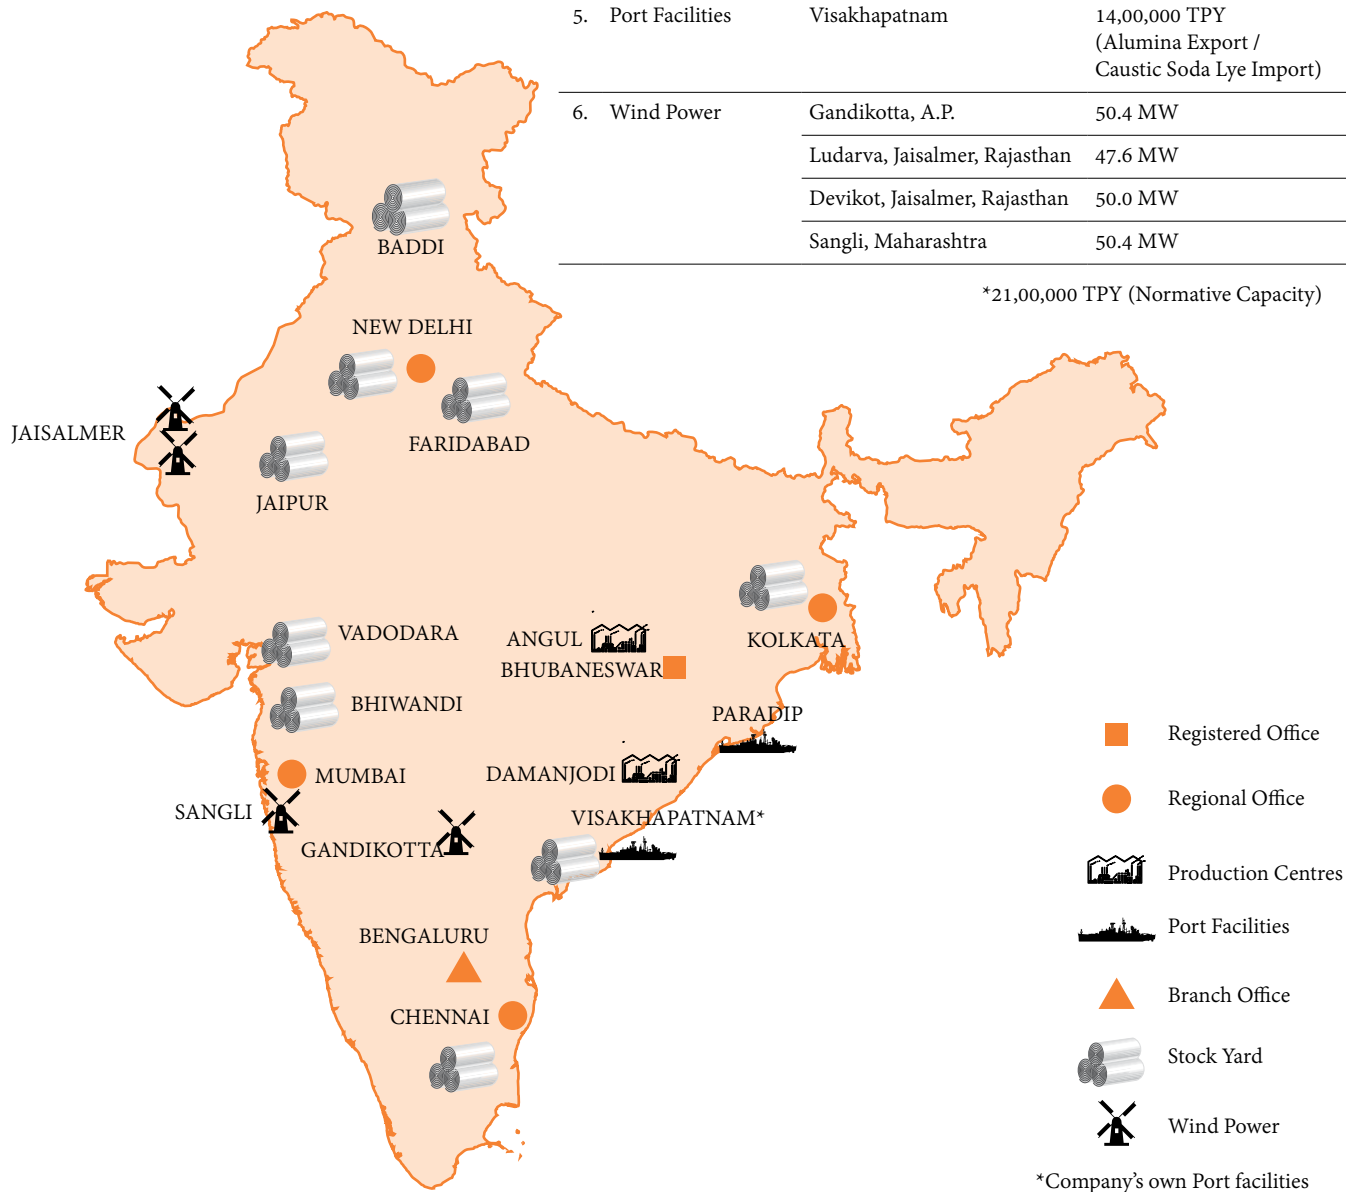 5. Port Facilities Visakhapatnam 14,00,000 TPY
(Alumina Export /
Caustic Soda Lye Import)
6. Wind Power Gandikotta, A.P. 50.4 MW
Ludarva, Jaisalmer, Rajasthan 47.6 MW
Devikot, Jaisalmer, Rajasthan 50.0 MW
Sangli, Maharashtra 50.4 MW
*21,00,000 TPY (Normative Capacity)
BADDI
NEW DELHI
FARIDABAD
JAISALMER
JAIPUR
VADODARA
ANGUL
KOLKATA
BHUBANESWAR
BHIWANDI
PARADIP
MUMBAI
DAMANJODI
SANGLI
VISAKHAPATNAM*
GANDIKOTTA
BENGALURU
CHENNAI
Registered Office
Regional Office
Production Centres
Port Facilities
Branch Office
Stock Yard
Wind Power
*Company's own Port facilities